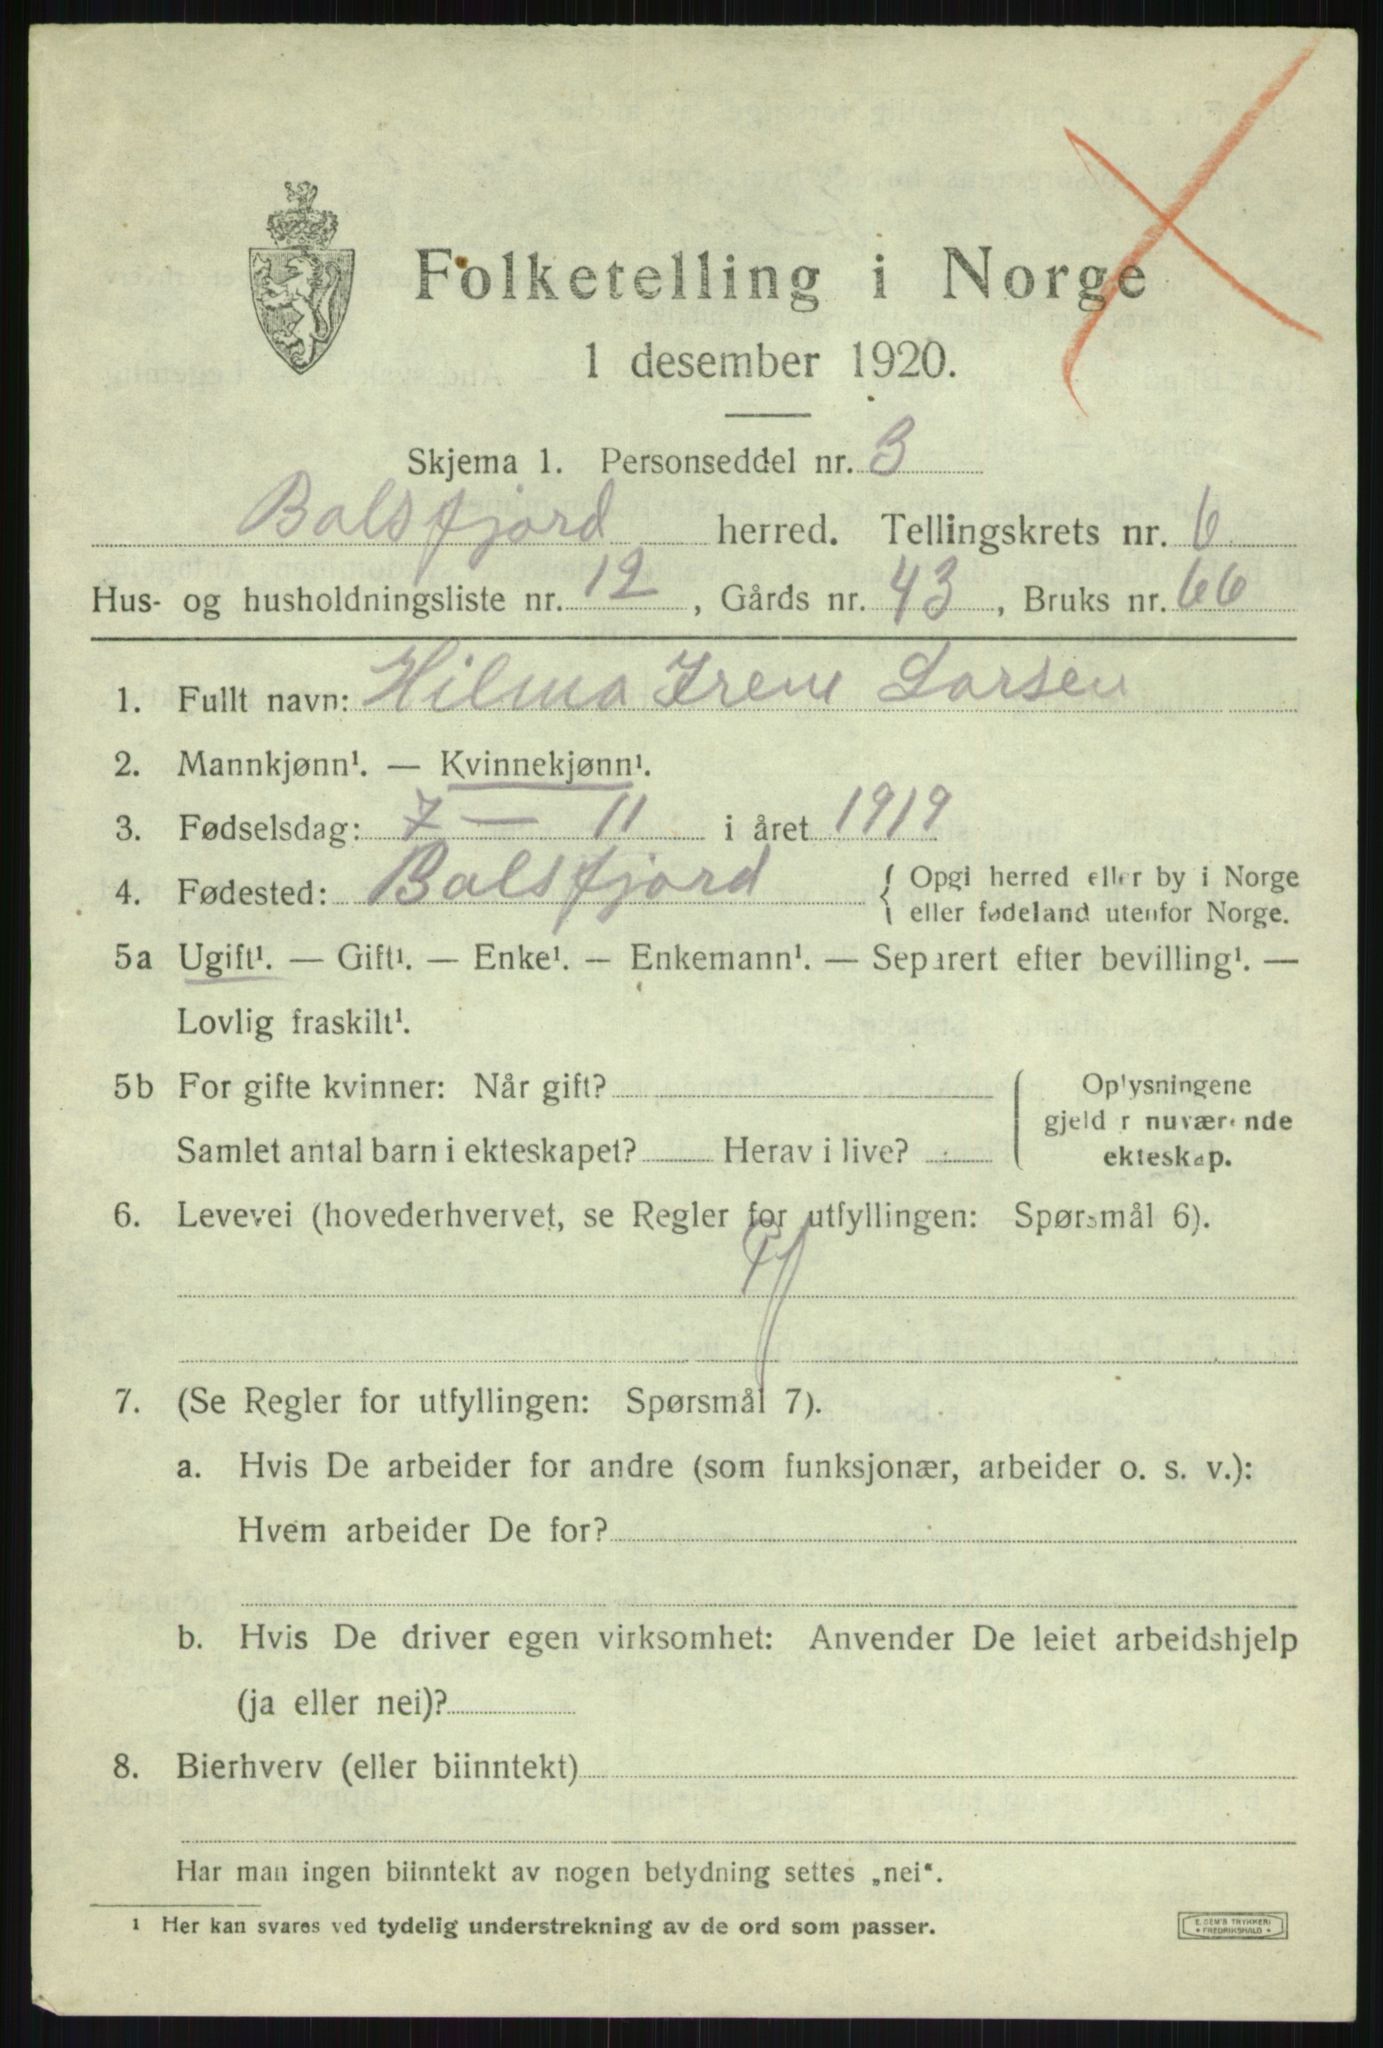 Folketelling i Norge
1 desember 1920.
Skjema 1. Personseddel nr. 3
Balsfjord herred. Tellingskrets nr. 6
Hus- og husholdningsliste nr. 12, Gårds nr. 43, Bruks nr. 66
1. Fullt navn: Hilma Irene Larsen
2. Mannkjønn¹. — Kvinnekjønn¹.
3. Fødselsdag: 7 — 11 i året 1919
4. Fødested: Balsfjord { Opgi herred eller by i Norge
eller fødeland utenfor Norge.
5a Ugift¹. — Gift¹. — Enke¹. — Enkemann¹. — Separert efter bevilling¹. —
Lovlig fraskilt¹.
5b For gifte kvinner: Når gift?
Samlet antal barn i ekteskapet? Herav i live?
Oplysningene
gjelder nuværende
ekteskap.
6. Levevei (hovederhvervet, se Regler for utfyllingen: Spørsmål 6).
7. (Se Regler for utfyllingen: Spørsmål 7).
a. Hvis De arbeider for andre (som funksjonær, arbeider o. s. v.):
Hvem arbeider De for?
b. Hvis De driver egen virksomhet: Anvender De leiet arbeidshjelp
(ja eller nei)?
8. Bierhverv (eller biinntekt)
Har man ingen biinntekt av nogen betydning settes „nei“.
¹ Her kan svares ved tydelig understrekning av de ord som passer.
E. SEM'S TRYKKERI
* FREDRIKSHALD *